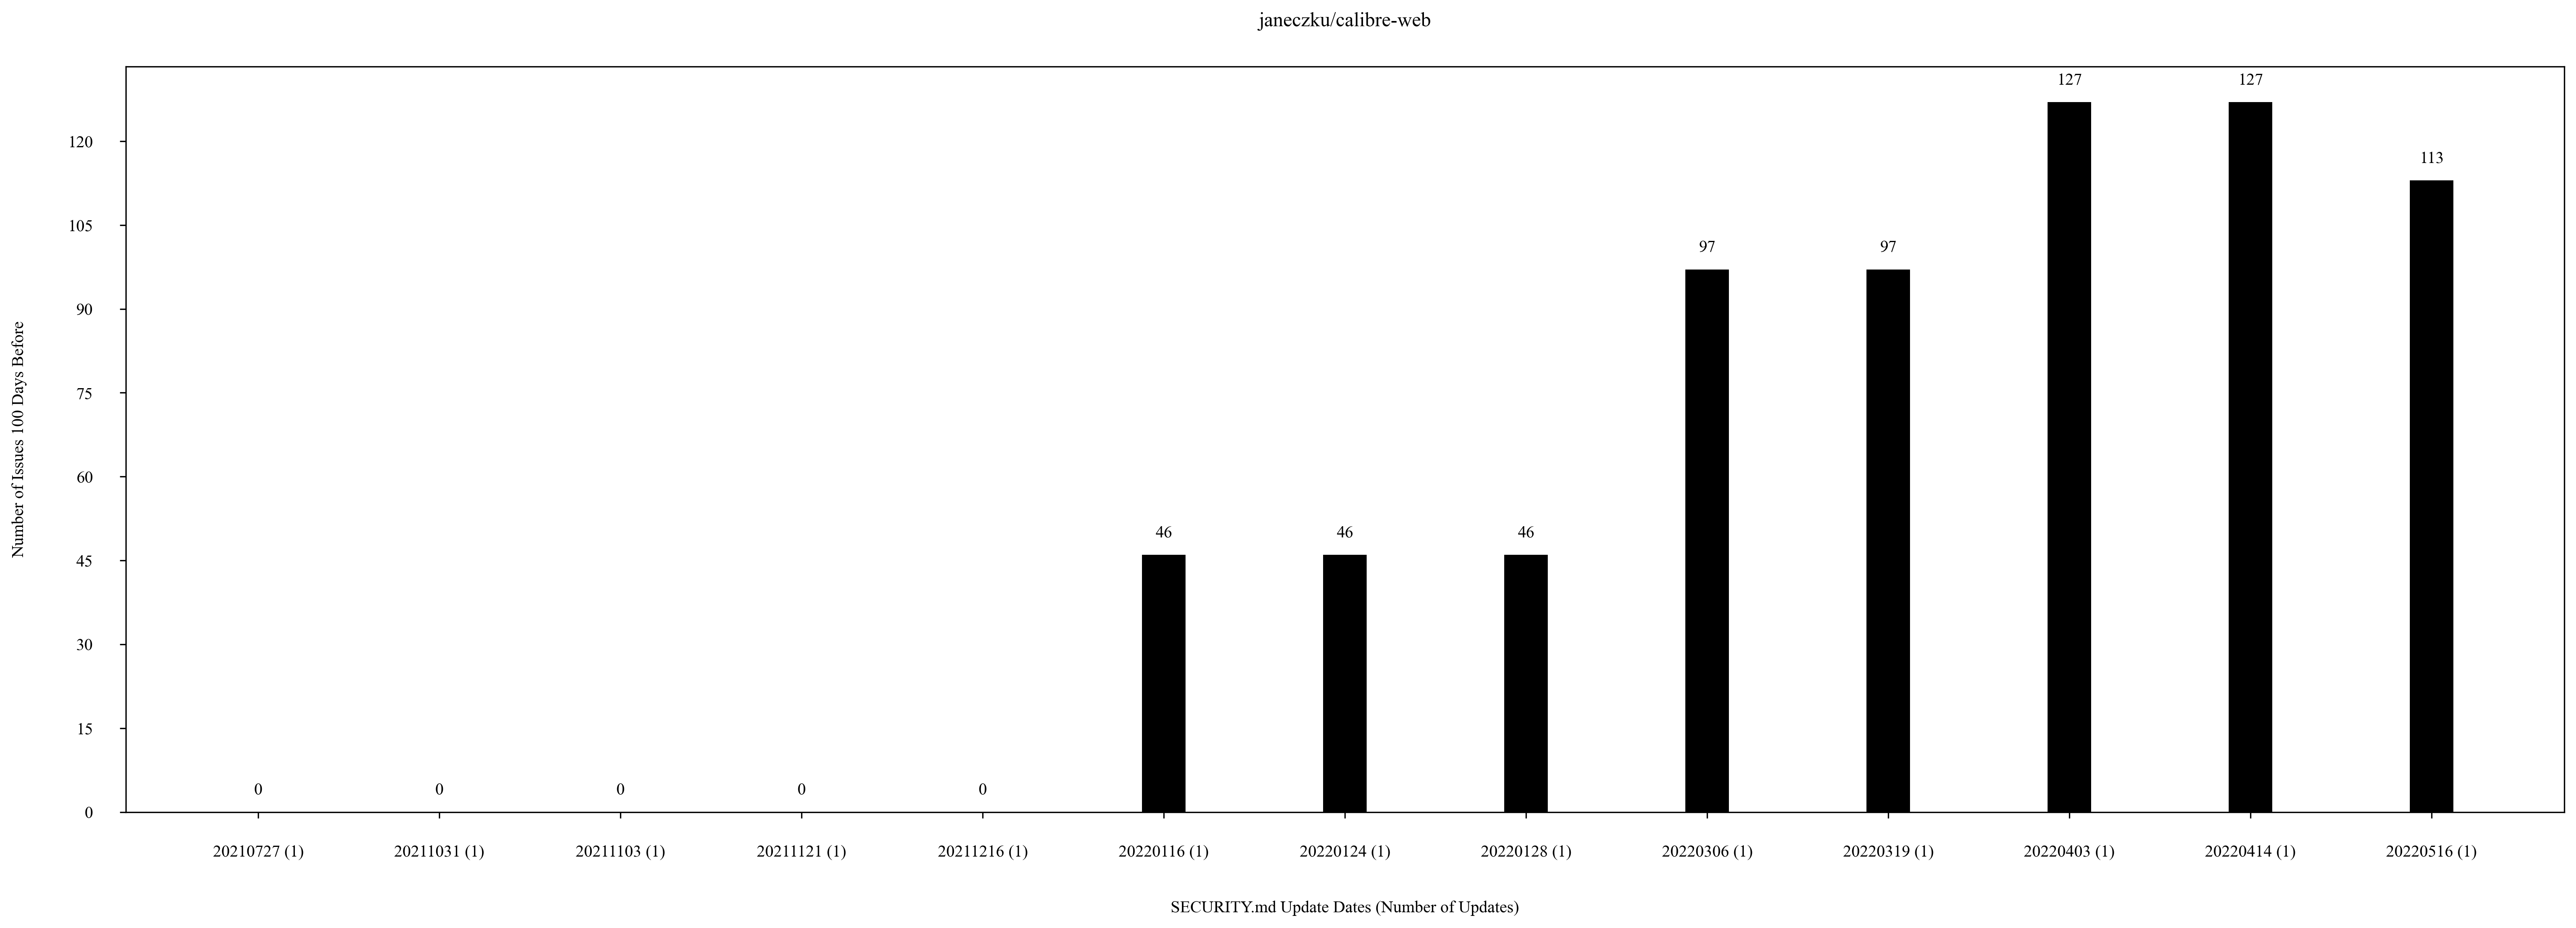 janeczku/calibre-web
Number of Issues 100 Days Before
120
105
90
75
60
45
30
15
0
0 0 0 0 0 46 46 46 97 97 127 127 113
20210727 (1) 20211031 (1) 20211103 (1) 20211121 (1) 20211216 (1) 20220116 (1) 20220124 (1) 20220128 (1) 20220306 (1) 20220319 (1) 20220403 (1) 20220414 (1) 20220516 (1)
SECURITY.md Update Dates (Number of Updates)